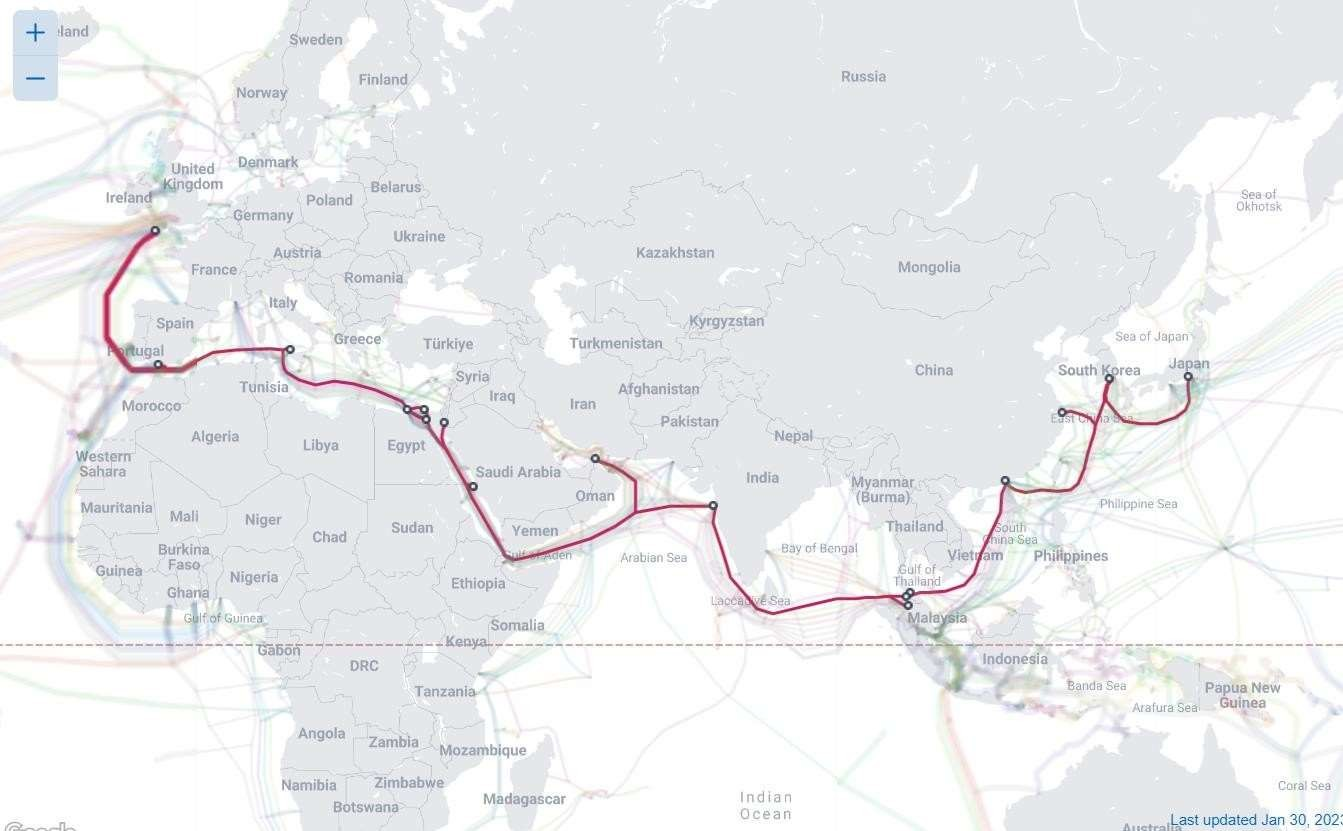 +
eland
−
Sweden
Finland
Norway
Russia
Denmark
United
Kingdom
Ireland
Belarus
Poland
Germany
Ukraine
Austria
France
Romania
Kazakhstan
Mongolia
Sea of
Okhotsk
Italy
Spain
Portugal
Greece
Türkiye
Kyrgyzstan
Turkmenistan
Sea of Japan
Japan
South Korea
China
Tunisia
Syria
Iraq
Iran
Afghanistan
Morocco
Pakistan
East China Sea
Algeria
Libya
Egypt
Nepal
Western
Sahara
Saudi Arabia
India
Myanmar
(Burma)
Oman
Philippine Sea
Mauritania
Mali
Niger
Chad
Sudan
Yemen
Thailand
South
China Sea
Gulf of Aden
Arabian Sea
Bay of Bengal
Vietnam
Philippines
Burkina
Faso
Guinea
Nigeria
Ethiopia
Gulf of
Thailand
Ghana
Laccadive Sea
Gulf of Guinea
Somalia
Malaysia
Kenya
Gabon
DRC
Indonesia
Tanzania
Banda Sea
Papua New
Guinea
Arafura Sea
Angola
Zambia
Mozambique
Namibia
Zimbabwe
Botswana
Madagascar
Indian
Ocean
Coral Sea
Google
Australia
Last updated Jan 30, 202